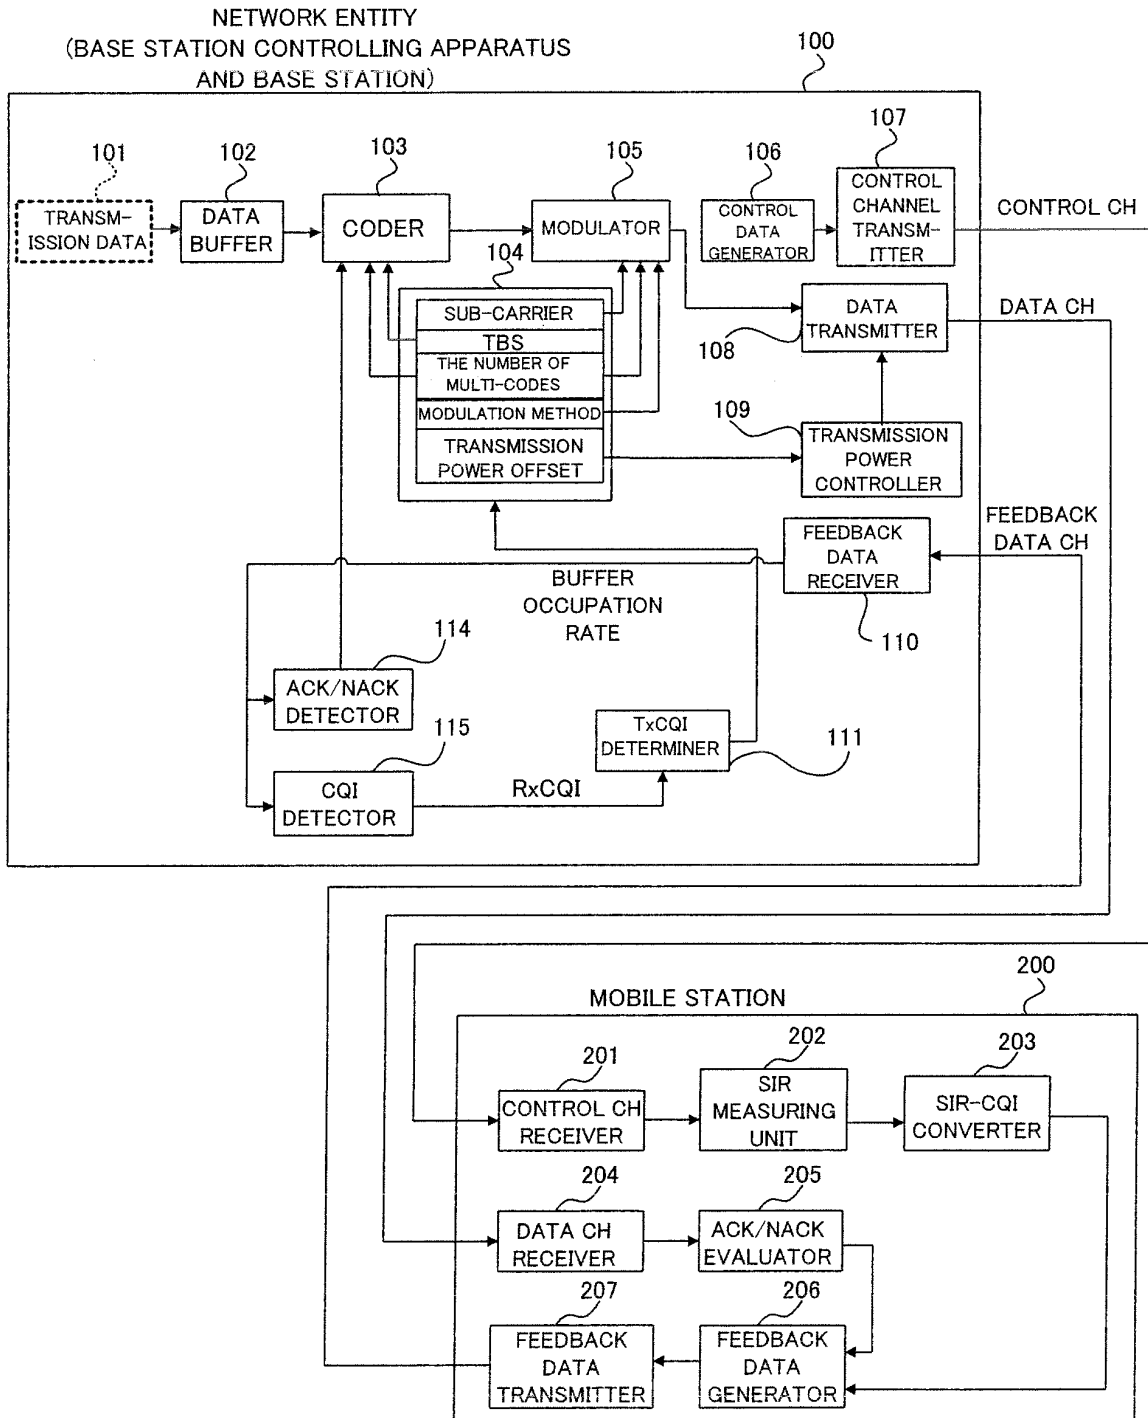 NETWORK ENTITY
(BASE STATION CONTROLLING APPARATUS
AND BASE STATION)
100
101
102
103
105
106
107
TRANSM-
ISSION DATA
DATA
BUFFER
CODER
MODULATOR
CONTROL
DATA
GENERATOR
CONTROL
CHANNEL
TRANSM-
ITTER
CONTROL CH
104
SUB-CARRIER
TBS
THE NUMBER OF
MULTI-CODES
MODULATION METHOD
TRANSMISSION
POWER OFFSET
DATA
TRANSMITTER
108
DATA CH
109
TRANSMISSION
POWER
CONTROLLER
FEEDBACK
DATA CH
FEEDBACK
DATA
RECEIVER
110
BUFFER
OCCUPATION
RATE
114
ACK/NACK
DETECTOR
115
CQI
DETECTOR
RxCQI
TxCQI
DETERMINER
111
MOBILE STATION
200
201
202
203
CONTROL CH
RECEIVER
SIR
MEASURING
UNIT
SIR-CQI
CONVERTER
204
205
DATA CH
RECEIVER
ACK/NACK
EVALUATOR
207
206
FEEDBACK
DATA
TRANSMITTER
FEEDBACK
DATA
GENERATOR